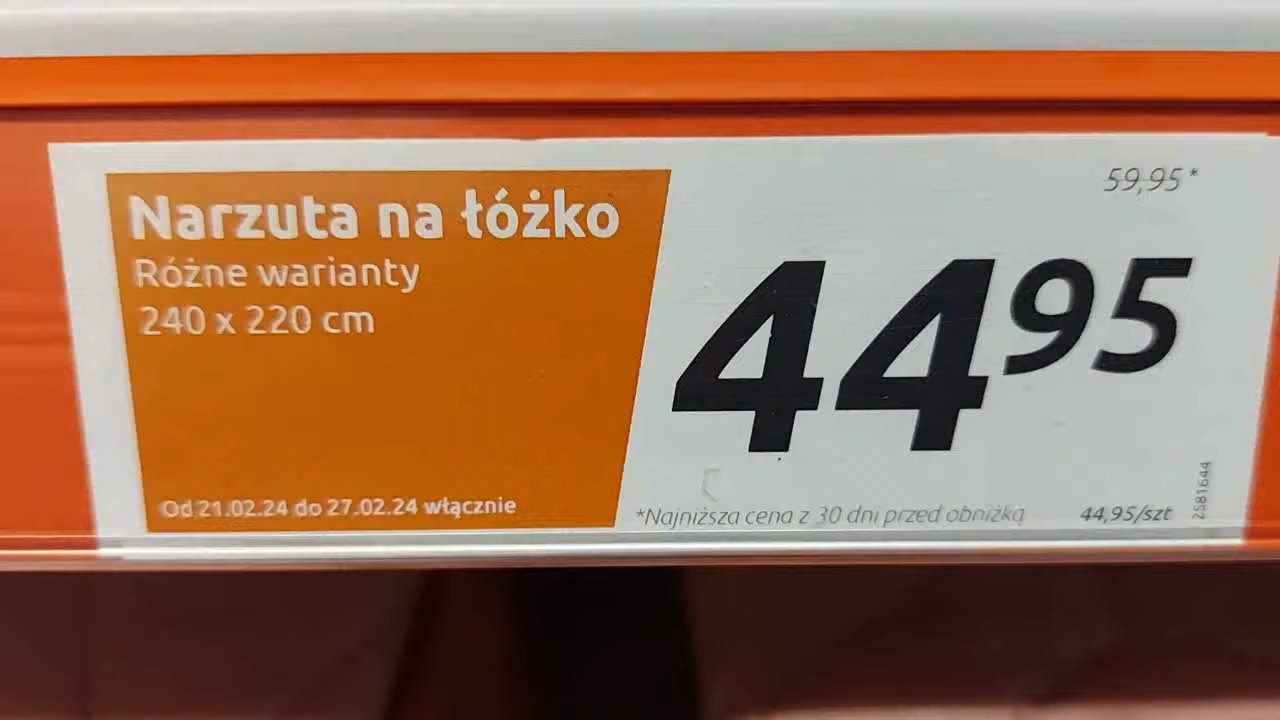 Narzuta na łóżko
Różne warianty
240 x 220 cm
Od 21.02.24 do 27.02.24 włącznie
59,95*
4495
*Najniższa cena z 30 dni przed obniżką
44,95/szt
2581644